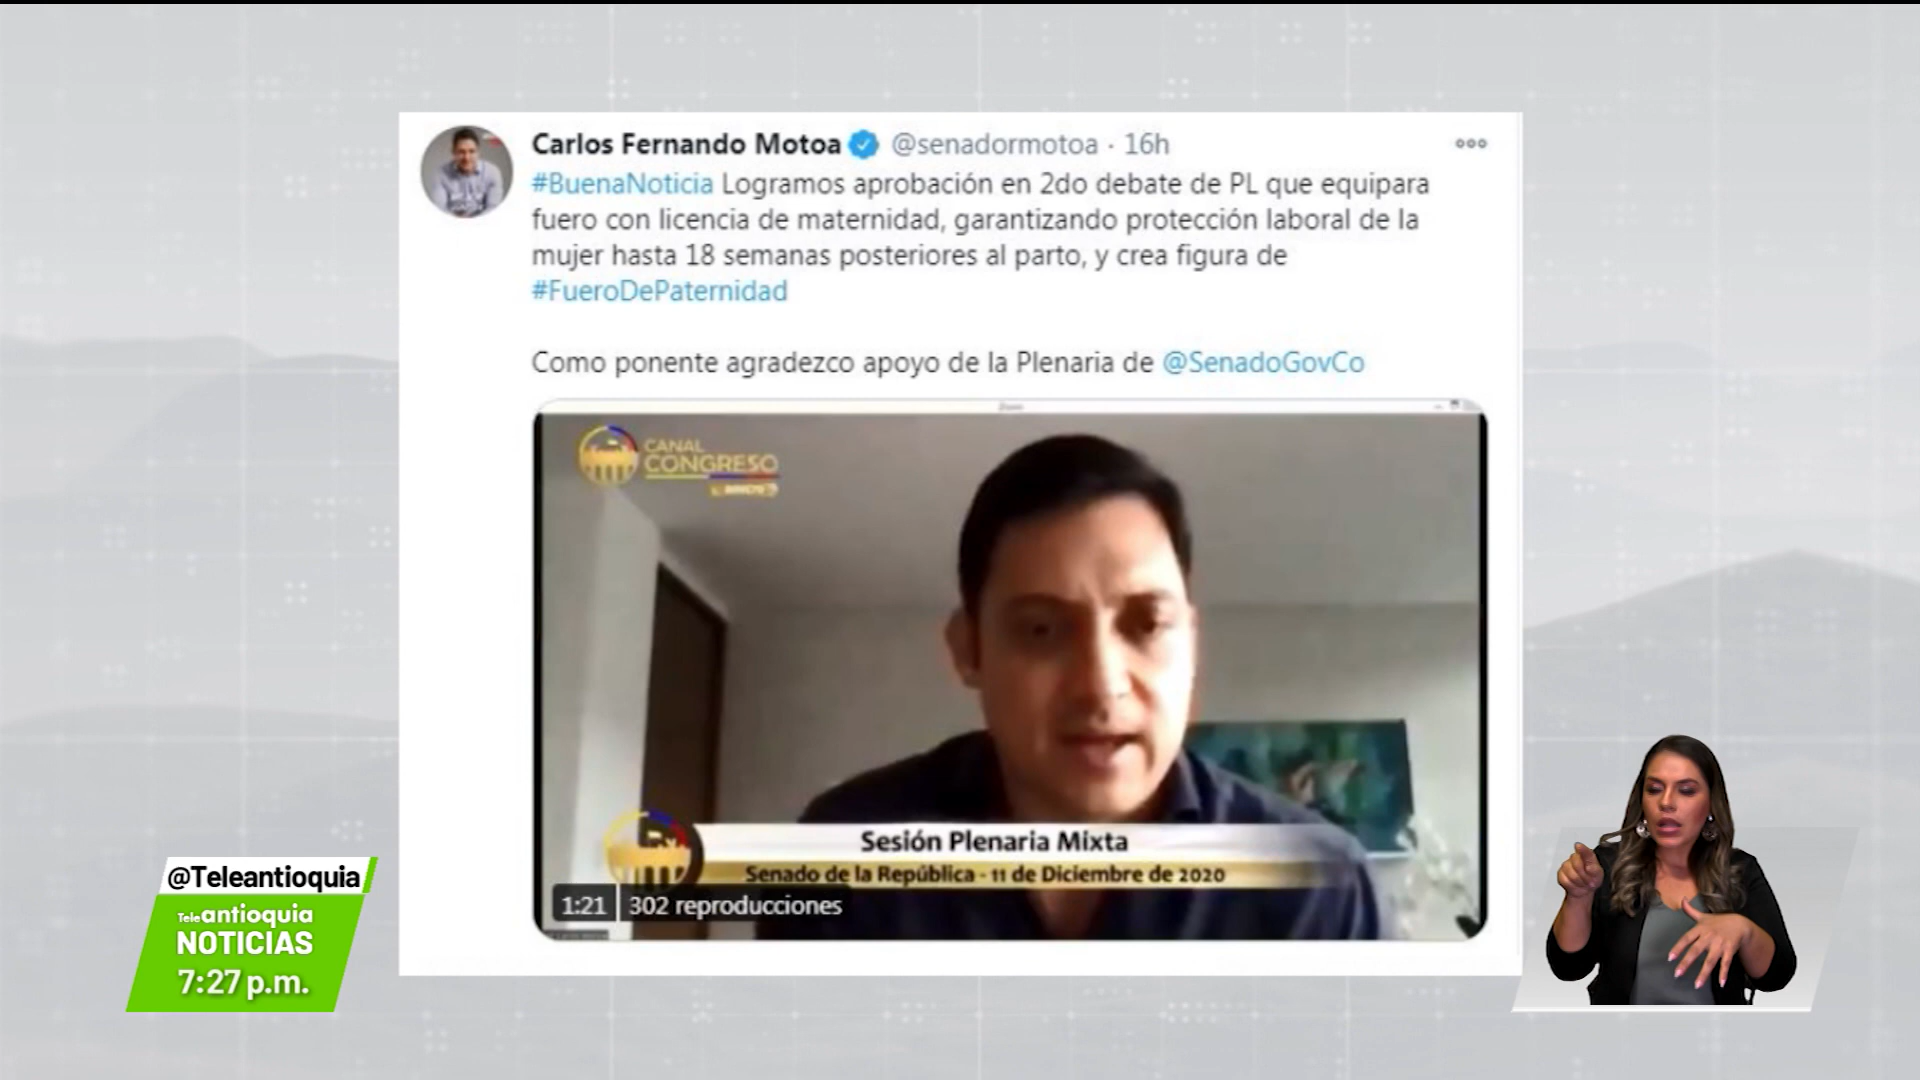 Carlos Fernando Motoa @senadormotoa · 16h
#BuenaNoticia Logramos aprobación en 2do debate de PL que equipara
fuero con licencia de maternidad, garantizando protección laboral de la
mujer hasta 18 semanas posteriores al parto, y crea figura de
#FueroDePaternidad
Como ponente agradezco apoyo de la Plenaria de @SenadoGovCo
CANAL
CONGRESO
Sesión Plenaria Mixta
Senado de la República - 11 de Diciembre de 2020
1:21 302 reproducciones
@Teleantioquia
Teleantioquia
NOTICIAS
7:27 p.m.